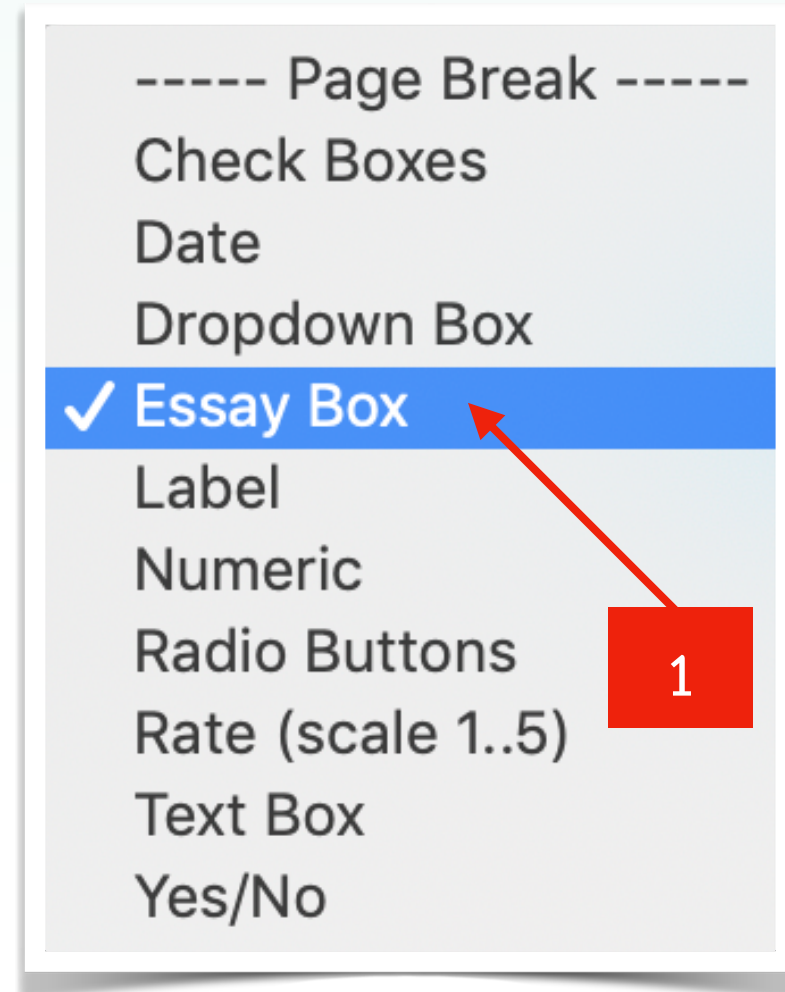 ----- Page Break -----
Check Boxes
Date
Dropdown Box
✓ Essay Box
Label
Numeric
Radio Buttons
1
Rate (scale 1..5)
Text Box
Yes/No